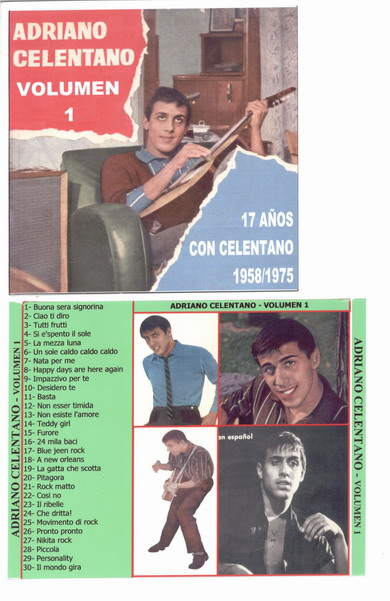 ADRIANO
CELENTANO
VOLUMEN
1
17 AÑOS
CON CELENTANO
1958/1975
ADRIANO CELENTANO - VOLUMEN 1
ADRIANO CELENTANO - VOLUMEN 1
1- Buona sera signorina
2- Ciao ti diro
3- Tutti frutti
4- Si e'spento il sole
5- La mezza luna
6- Un sole caldo caldo caldo
7- Nata per me
8- Happy days are here again
9- Impazzivo per te
10- Desidero te
11- Basta
12- Non esser timida
13- Non esiste l'amore
14- Teddy girl
15- Furore
16- 24 mila baci
17- Blue jeen rock
18- A new orleans
19- La gatta che scotta
20- Pitagora
21- Rock matto
22- Cosi no
23- Il ribelle
24- Che dritta!
25- Movimento di rock
26- Pronto pronto
27- Nikita rock
28- Piccola
29- Personality
30- Il mondo gira
en español
ADRIANO CELENTANO - VOLUMEN 1